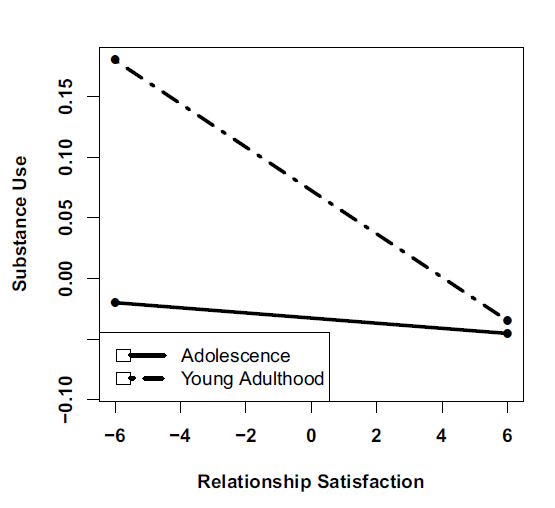 Substance Use
0.15
0.10
0.05
0.00
−0.10
Adolescence
Young Adulthood
−6 −4 −2 0 2 4 6
Relationship Satisfaction